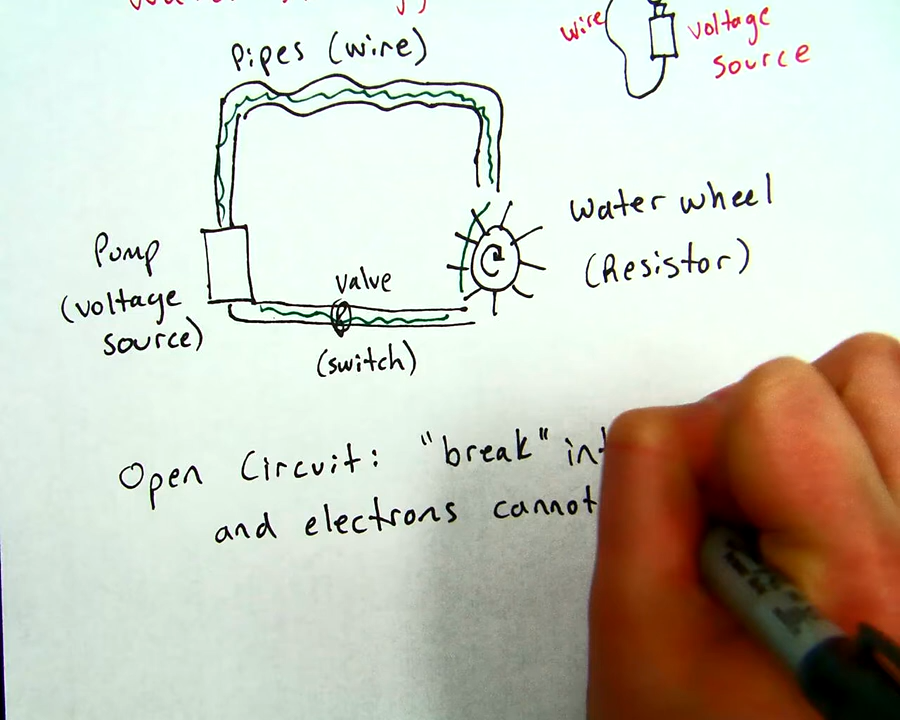 Pipes (wire)
wire
voltage
source
Water wheel
(Resistor)
Pump
(voltage
source)
valve
(switch)
Open Circuit: "break" in
and electrons cannot